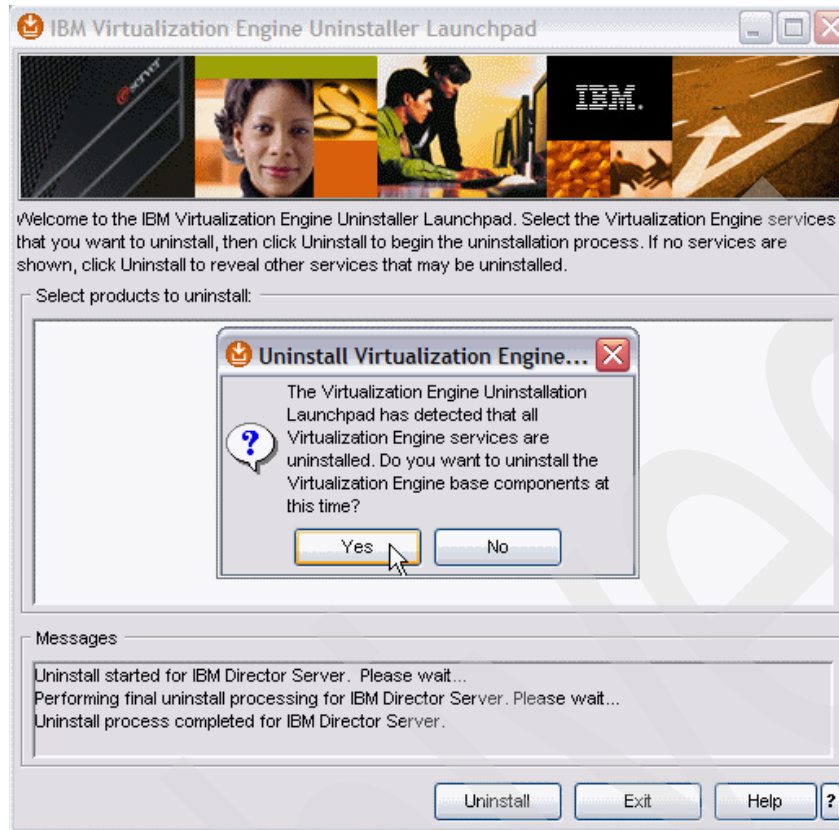 IBM Virtualization Engine Uninstaller Launchpad
@server
IBM.
Welcome to the IBM Virtualization Engine Uninstaller Launchpad. Select the Virtualization Engine services
that you want to uninstall, then click Uninstall to begin the uninstallation process. If no services are
shown, click Uninstall to reveal other services that may be uninstalled.
Select products to uninstall:
Uninstall Virtualization Engine...
The Virtualization Engine Uninstallation
Launchpad has detected that all
Virtualization Engine services are
uninstalled. Do you want to uninstall the
Virtualization Engine base components at
this time?
Yes
No
Messages
Uninstall started for IBM Director Server. Please wait...
Performing final uninstall processing for IBM Director Server. Please wait...
Uninstall process completed for IBM Director Server.
Uninstall
Exit
Help
?